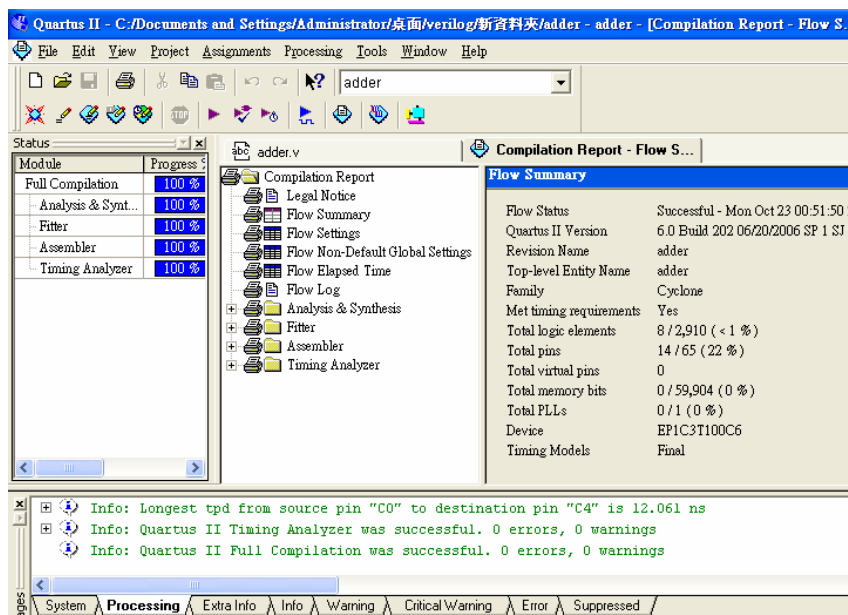 Quartus II - C:/Documents and Settings/Administrator/桌面/verilog/新資料夾/adder - adder - [Compilation Report - Flow S...
File Edit View Project Assignments Processing Tools Window Help
adder
STOP
Status
Module Progress %
Full Compilation 100 %
Analysis & Synt... 100 %
Fitter 100 %
Assembler 100 %
Timing Analyzer 100 %
abc adder.v
Compilation Report - Flow S...
Compilation Report
Legal Notice
Flow Summary
Flow Settings
Flow Non-Default Global Settings
Flow Elapsed Time
Flow Log
Analysis & Synthesis
Fitter
Assembler
Timing Analyzer
Flow Summary
Flow Status Successful - Mon Oct 23 00:51:50
Quartus II Version 6.0 Build 202 06/20/2006 SP 1 SJ
Revision Name adder
Top-level Entity Name adder
Family Cyclone
Met timing requirements Yes
Total logic elements 8 / 2,910 ( < 1 % )
Total pins 14 / 65 ( 22 % )
Total virtual pins 0
Total memory bits 0 / 59,904 ( 0 % )
Total PLLs 0 / 1 ( 0 % )
Device EP1C3T100C6
Timing Models Final
Info: Longest tpd from source pin "C0" to destination pin "C4" is 12.061 ns
Info: Quartus II Timing Analyzer was successful. 0 errors, 0 warnings
Info: Quartus II Full Compilation was successful. 0 errors, 0 warnings
System Processing Extra Info Info Warning Critical Warning Error Suppressed